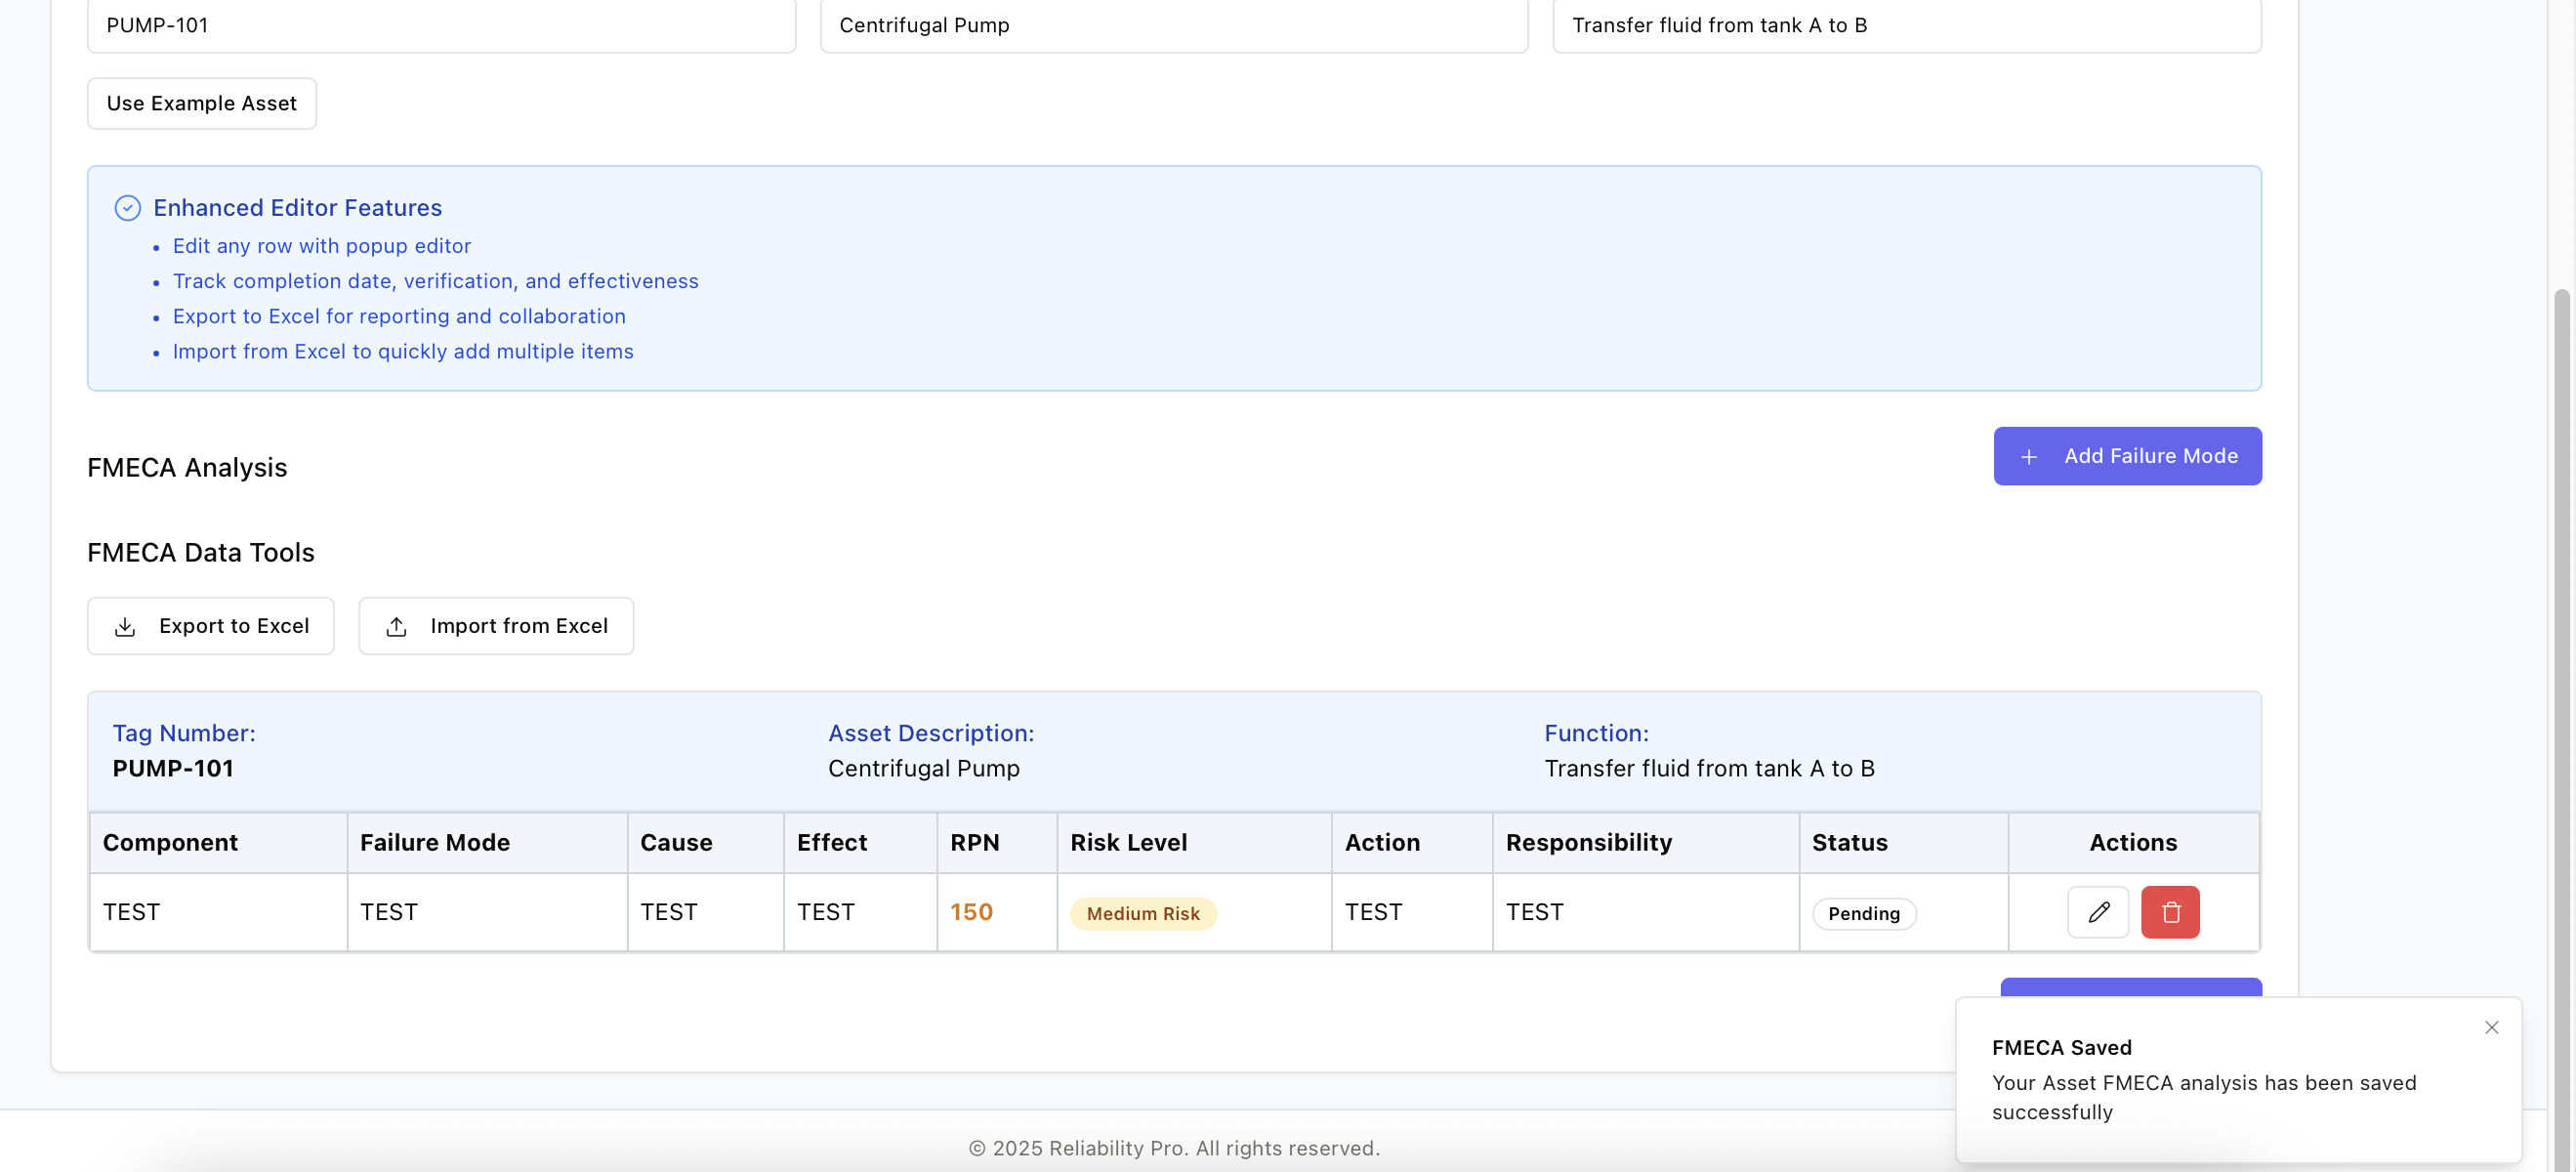 PUMP-101
Centrifugal Pump
Transfer fluid from tank A to B
Use Example Asset
Enhanced Editor Features
• Edit any row with popup editor
• Track completion date, verification, and effectiveness
• Export to Excel for reporting and collaboration
• Import from Excel to quickly add multiple items
FMECA Analysis
+ Add Failure Mode
FMECA Data Tools
Export to Excel
Import from Excel
Tag Number: Asset Description: Function:
PUMP-101 Centrifugal Pump Transfer fluid from tank A to B
Component Failure Mode Cause Effect RPN Risk Level Action Responsibility Status Actions
TEST TEST TEST TEST 150 Medium Risk TEST TEST Pending
FMECA Saved
Your Asset FMECA analysis has been saved
successfully
© 2025 Reliability Pro. All rights reserved.